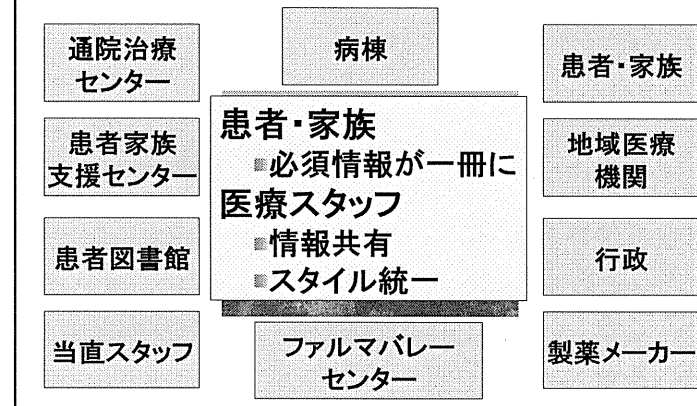 通院治療
センター
病棟
患者・家族
患者家族
支援センター
患者・家族
▪必須情報が一冊に
医療スタッフ
▪情報共有
▪スタイル統一
地域医療
機関
患者図書館
行政
当直スタッフ
ファルマバレー
センター
製薬メーカー